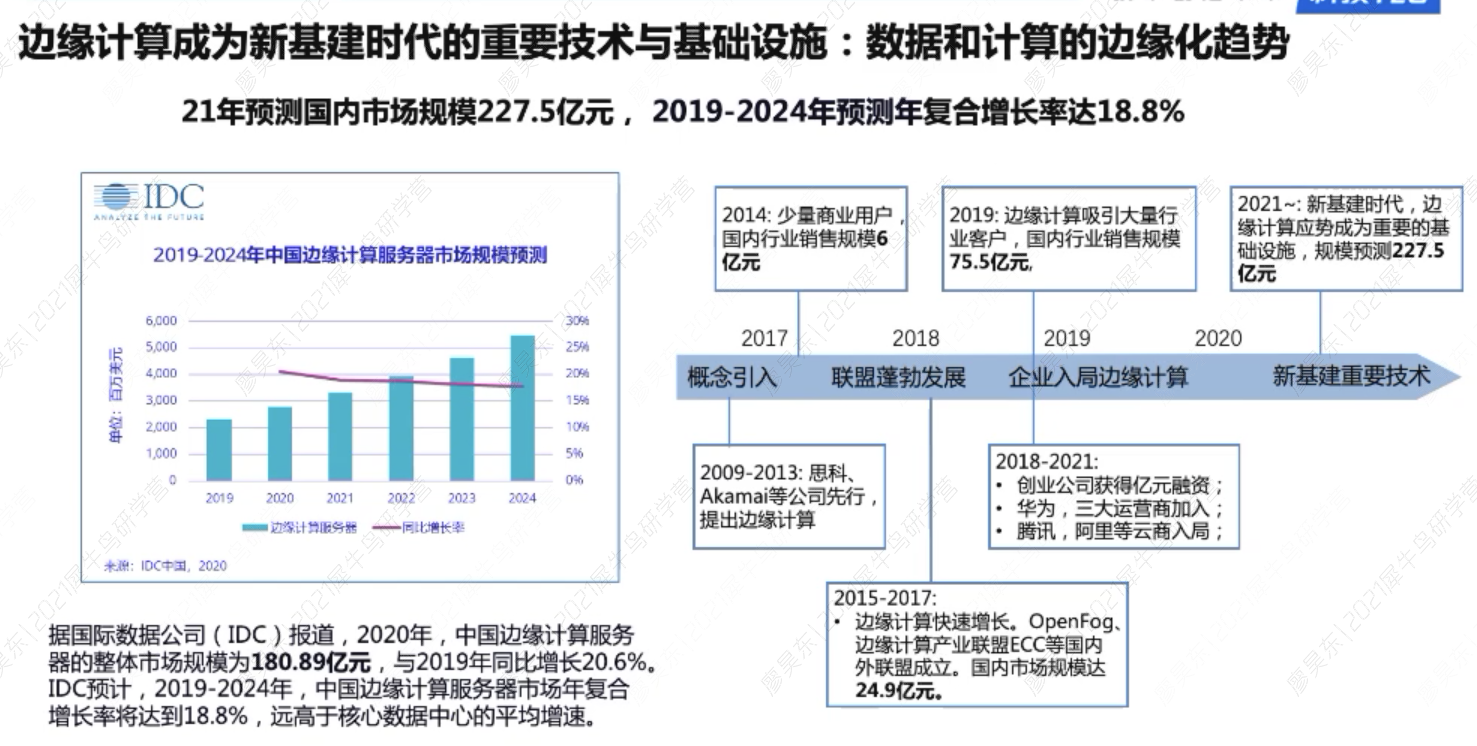 边缘计算成为新基建时代的重要技术与基础设施：数据和计算的边缘化趋势
21年预测国内市场规模227.5亿元， 2019-2024年预测年复合增长率达18.8%
IDC
ANALYZE THE FUTURE
2019-2024年中国边缘计算服务器市场规模预测
单位：百万美元
6,000
5,000
4,000
3,000
2,000
1,000
0
30%
25%
20%
15%
10%
5%
0%
2019 2020 2021 2022 2023 2024
边缘计算服务器 同比增长率
来源：IDC中国，2020
据国际数据公司（IDC）报道，2020年，中国边缘计算服务
器的整体市场规模为180.89亿元，与2019年同比增长20.6%。
IDC预计，2019-2024年，中国边缘计算服务器市场年复合
增长率将达到18.8%，远高于核心数据中心的平均增速。
2014: 少量商业用户，
国内行业销售规模6
亿元
2019: 边缘计算吸引大量行
业客户，国内行业销售规模
75.5亿元,
2021~: 新基建时代，边
缘计算应势成为重要的基
础设施，规模预测227.5
亿元
2017 2018 2019 2020
概念引入 联盟蓬勃发展 企业入局边缘计算 新基建重要技术
2009-2013: 思科、
Akamai等公司先行，
提出边缘计算
2018-2021:
• 创业公司获得亿元融资；
• 华为，三大运营商加入；
• 腾讯，阿里等云商入局；
2015-2017:
• 边缘计算快速增长。OpenFog、
边缘计算产业联盟ECC等国内
外联盟成立。国内市场规模达
24.9亿元。
廖昊东|2021犀牛鸟研学营